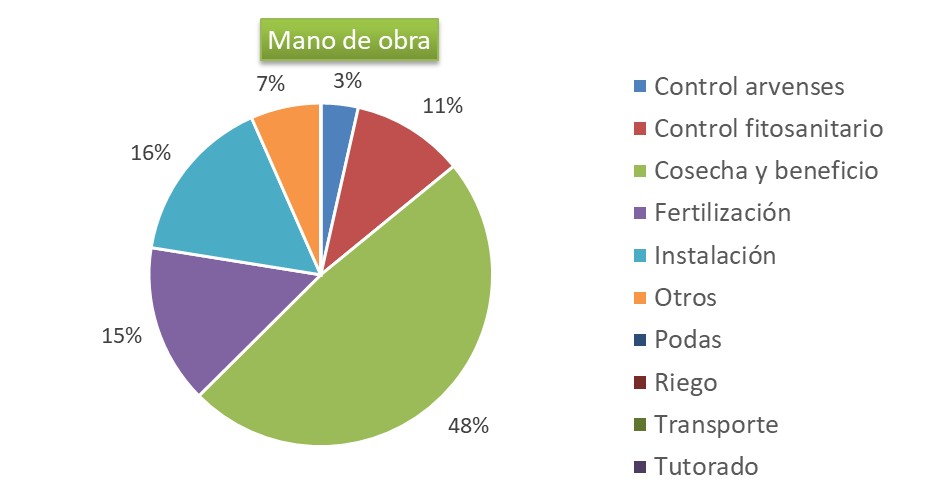 Mano de obra
3%
11%
48%
15%
16%
7%
Control arvenses
Control fitosanitario
Cosecha y beneficio
Fertilización
Instalación
Otros
Podas
Riego
Transporte
Tutorado